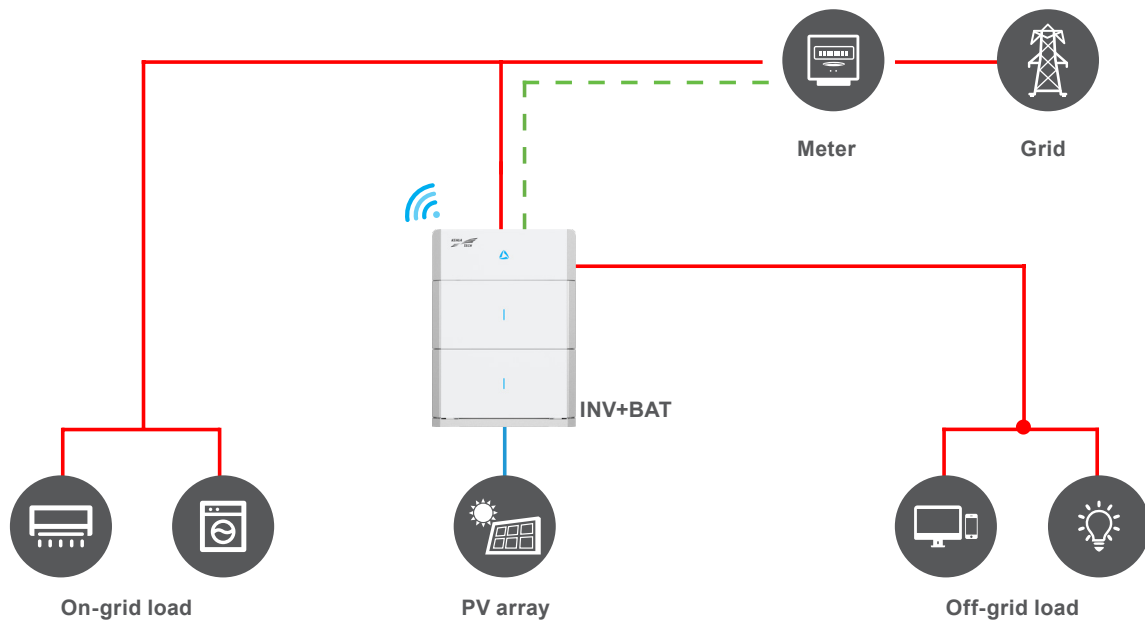 Meter
Grid
INV+BAT
On-grid load
PV array
Off-grid load